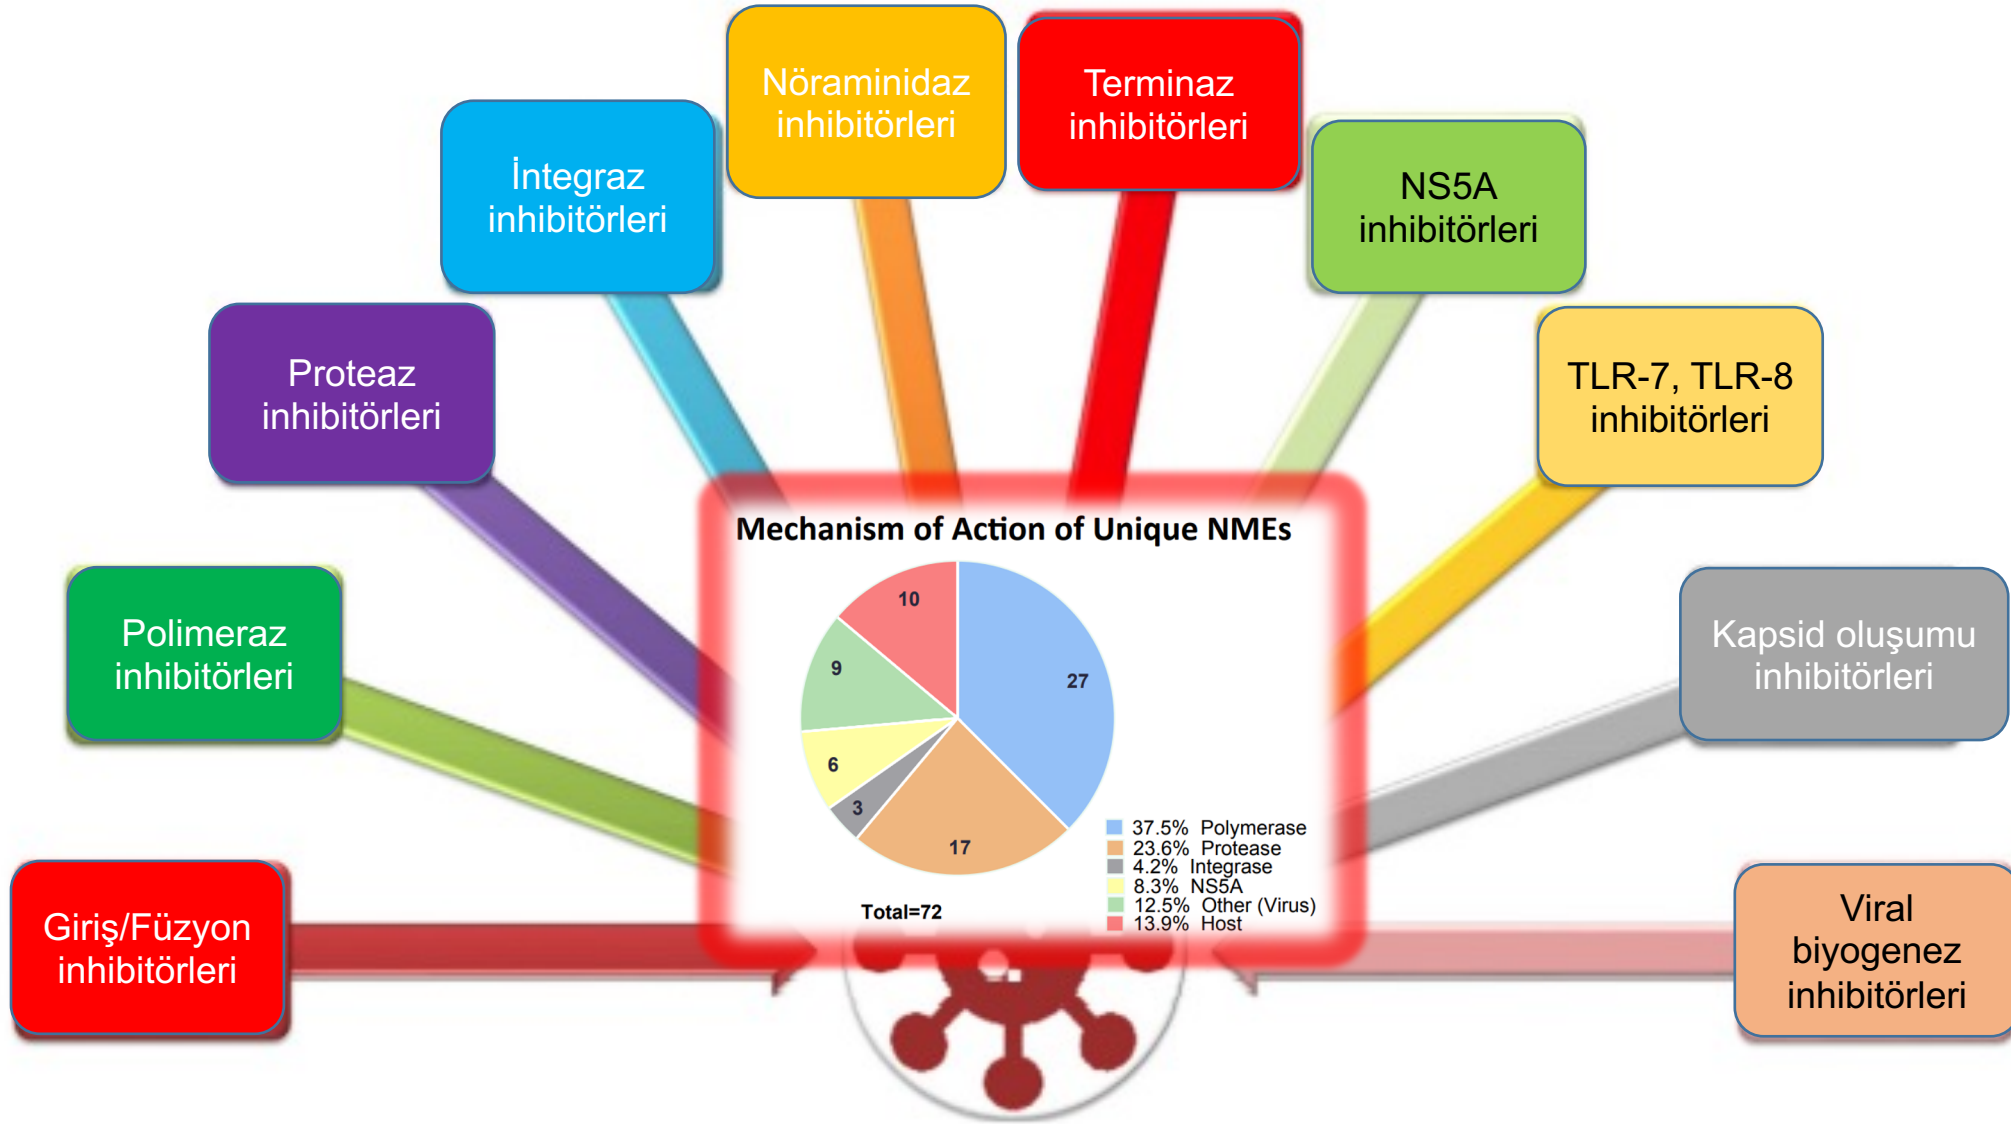 Nöraminidaz
inhibitörleri
Terminaz
inhibitörleri
İntegraz
inhibitörleri
NS5A
inhibitörleri
Proteaz
inhibitörleri
TLR-7, TLR-8
inhibitörleri
Polimeraz
inhibitörleri
Kapsid oluşumu
inhibitörleri
Giriş/Füzyon
inhibitörleri
Viral
biyogenez
inhibitörleri
Mechanism of Action of Unique NMEs
10
27
9
6
3
17
37.5% Polymerase
23.6% Protease
4.2% Integrase
8.3% NS5A
12.5% Other (Virus)
13.9% Host
Total=72